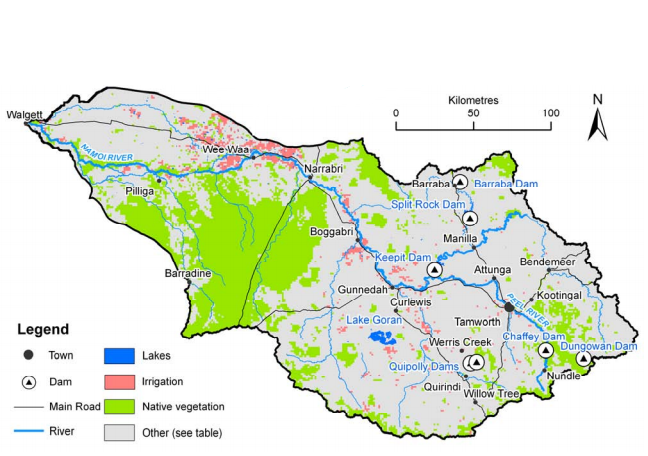 Kilometres
N
0 50 100
Walgett
NAMOI RIVER
Wee Waa
Narrabri
Pilliga
Barraba
Barraba Dam
Split Rock Dam
Boggabri
Manilla
Keepit Dam
Bendemeer
Attunga
Barradine
Gunnedah
Kootingal
PEEL RIVER
Curlewis
Lake Goran
Tamworth
Chaffey Dam
Werris Creek
Dungowan Dam
Quipolly Dams
Nundle
Quirindi
Willow Tree
Legend
Town
Dam
Main Road
River
Lakes
Irrigation
Native vegetation
Other (see table)